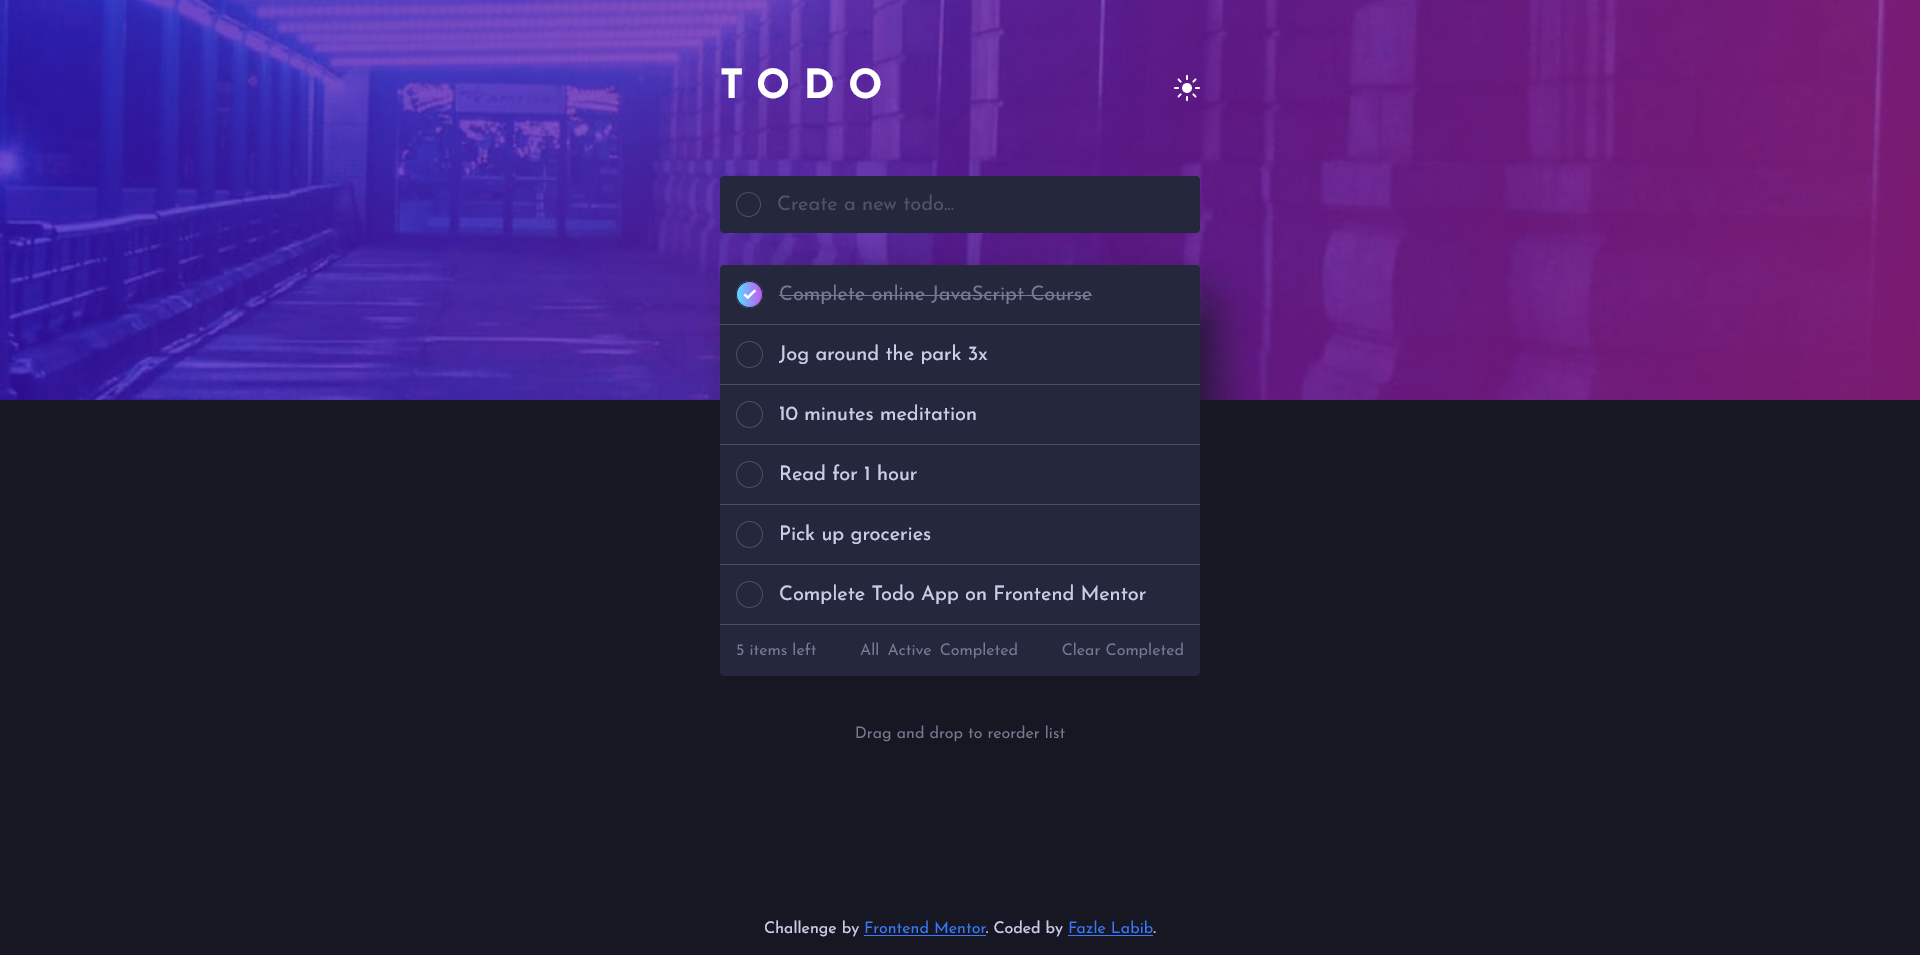 TODO
Create a new todo...
Complete online JavaScript Course
Jog around the park 3x
10 minutes meditation
Read for 1 hour
Pick up groceries
Complete Todo App on Frontend Mentor
5 items left All Active Completed Clear Completed
Drag and drop to reorder list
Challenge by Frontend Mentor. Coded by Fazle Labib.